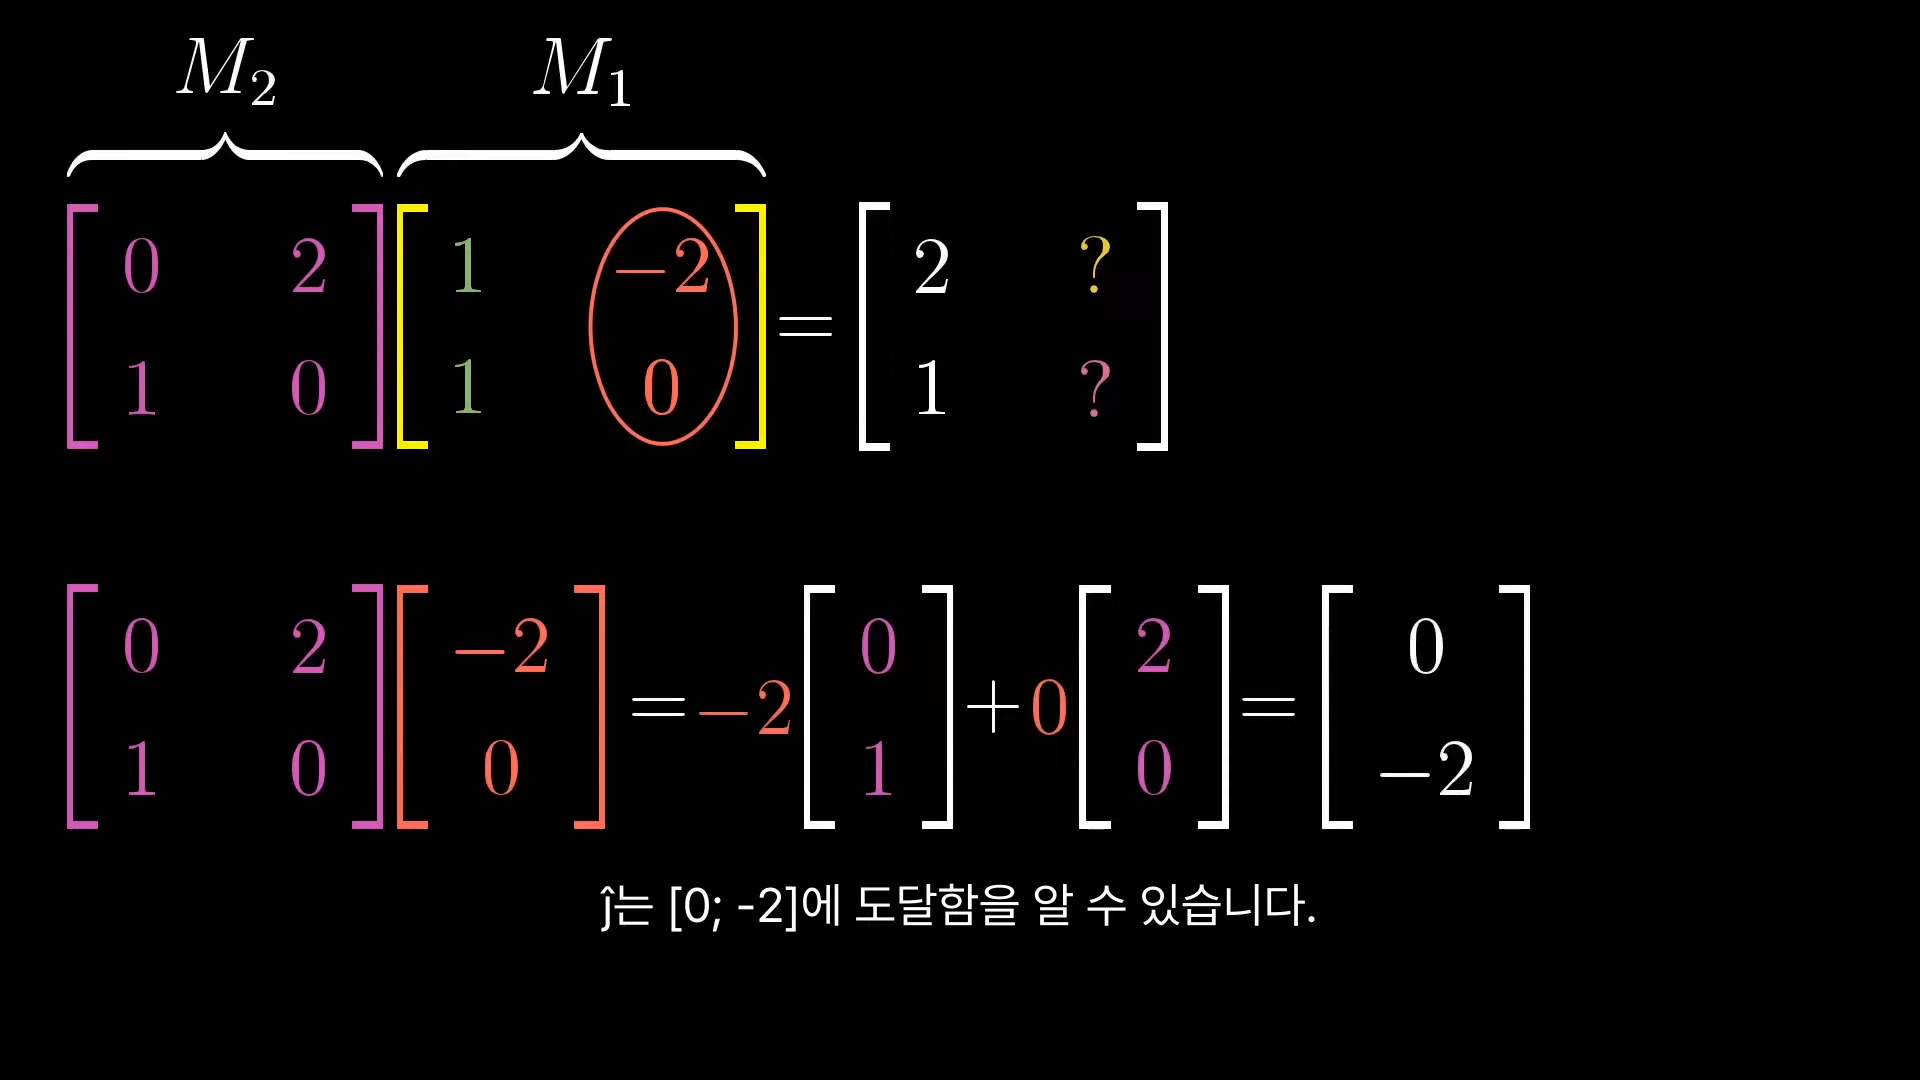 M₂ M₁
0 2 1 −2 2 ?
=
1 0 1 0 1 ?
0 2 −2 0 2 0
= −2 + 0 =
1 0 0 1 0 −2
ĵ는 [0; -2]에 도달함을 알 수 있습니다.